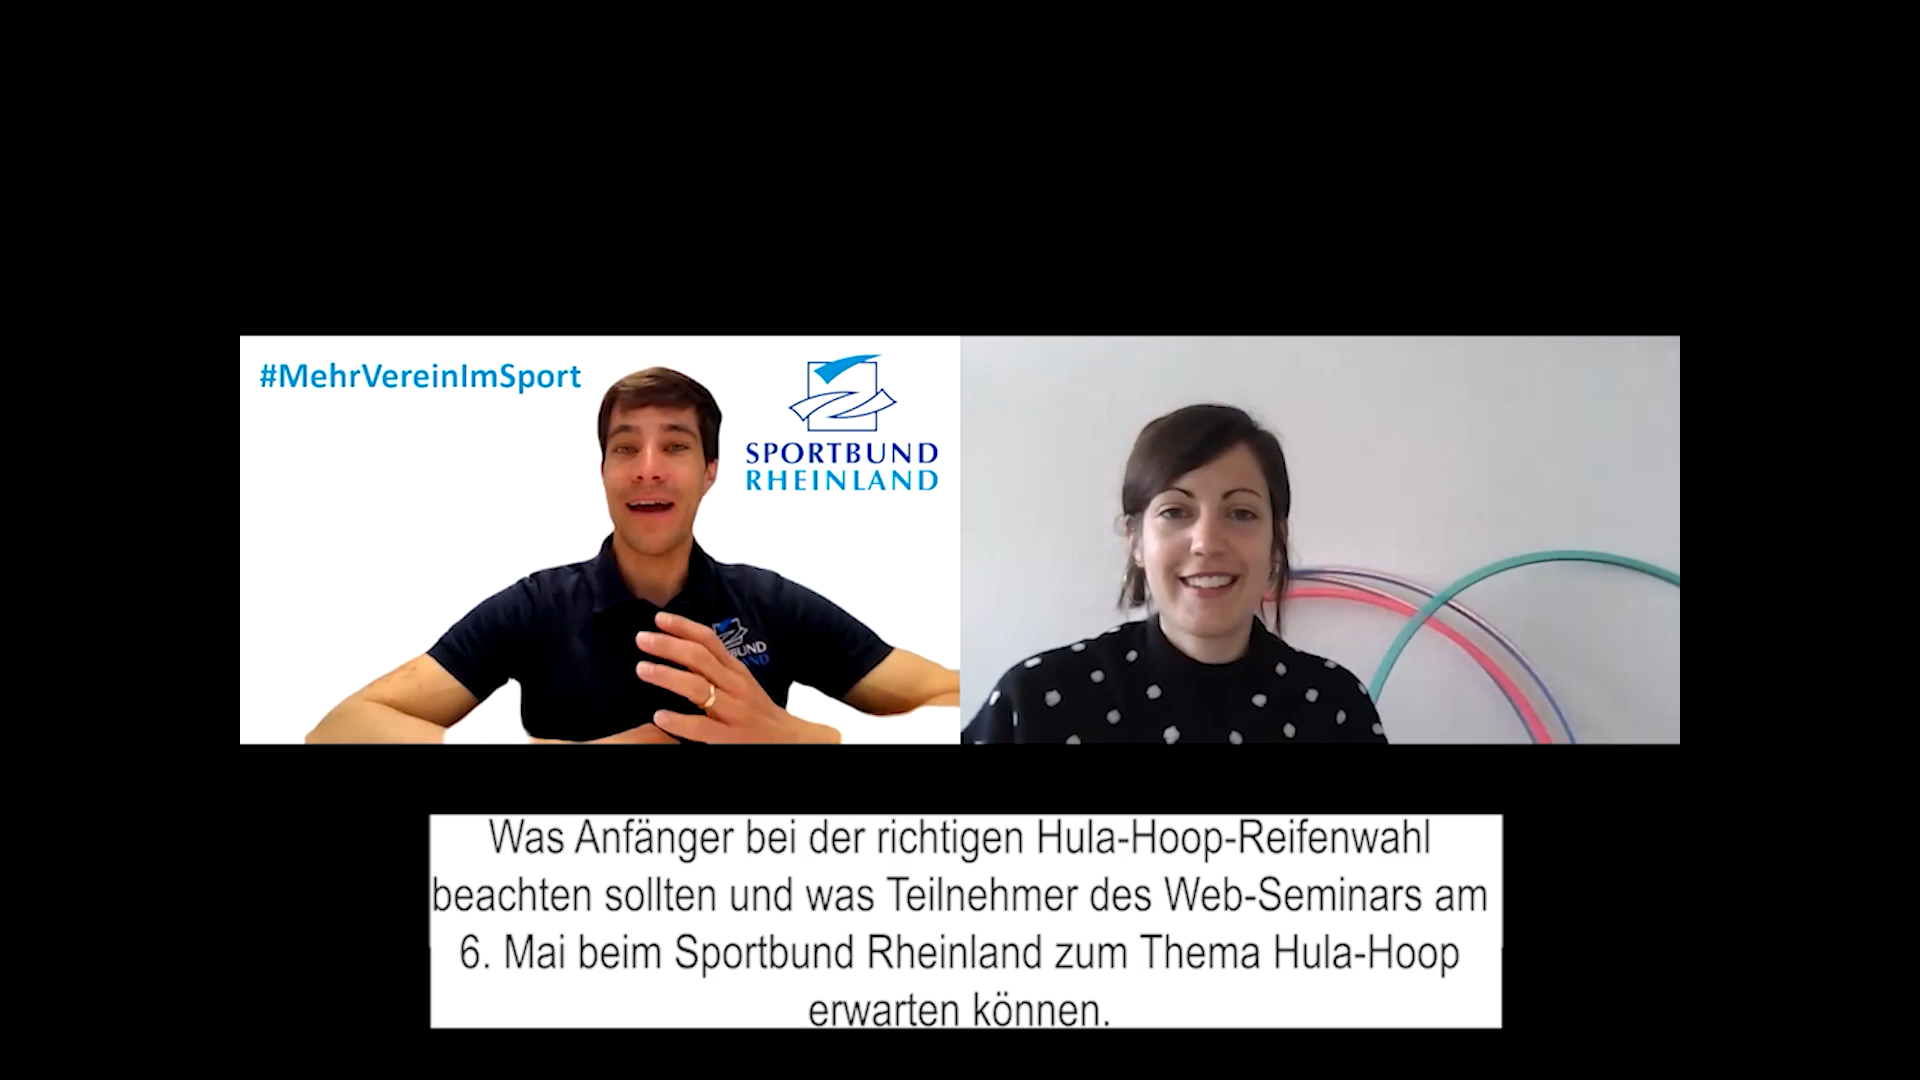 #MehrVereinImSport
SPORTBUND
RHEINLAND
Was Anfänger bei der richtigen Hula-Hoop-Reifenwahl
beachten sollten und was Teilnehmer des Web-Seminars am
6. Mai beim Sportbund Rheinland zum Thema Hula-Hoop
erwarten können.